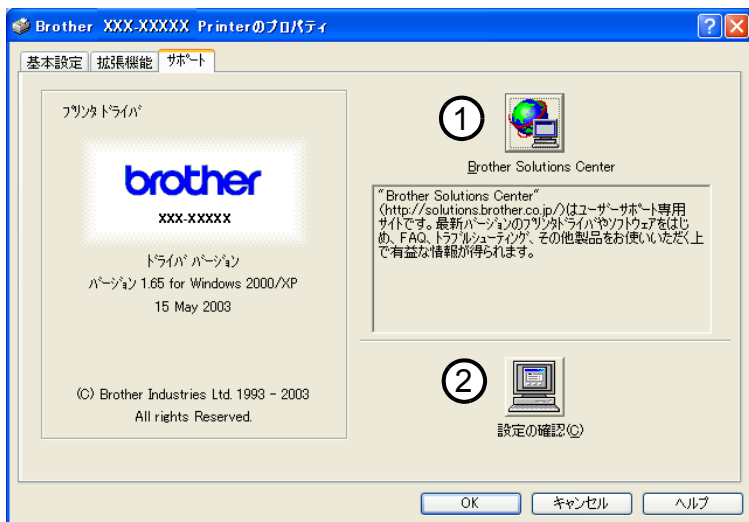 Brother XXX-XXXXX Printerのプロパティ
基本設定 拡張機能 サポート
プリンタ ドライバ
brother
XXX-XXXXX
ドライバ バージョン
バージョン 1.65 for Windows 2000/XP
15 May 2003
(C) Brother Industries Ltd. 1993 - 2003
All rights Reserved.
1
Brother Solutions Center
"Brother Solutions Center"
(http://solutions.brother.co.jp/)はユーザーサポート専用
サイトです。最新バージョンのプリンタドライバやソフトウェアをはじ
め、FAQ、トラブルシューティング、その他製品をお使いいただく上
で有益な情報が得られます。
2
設定の確認(C)
OK キャンセル ヘルプ